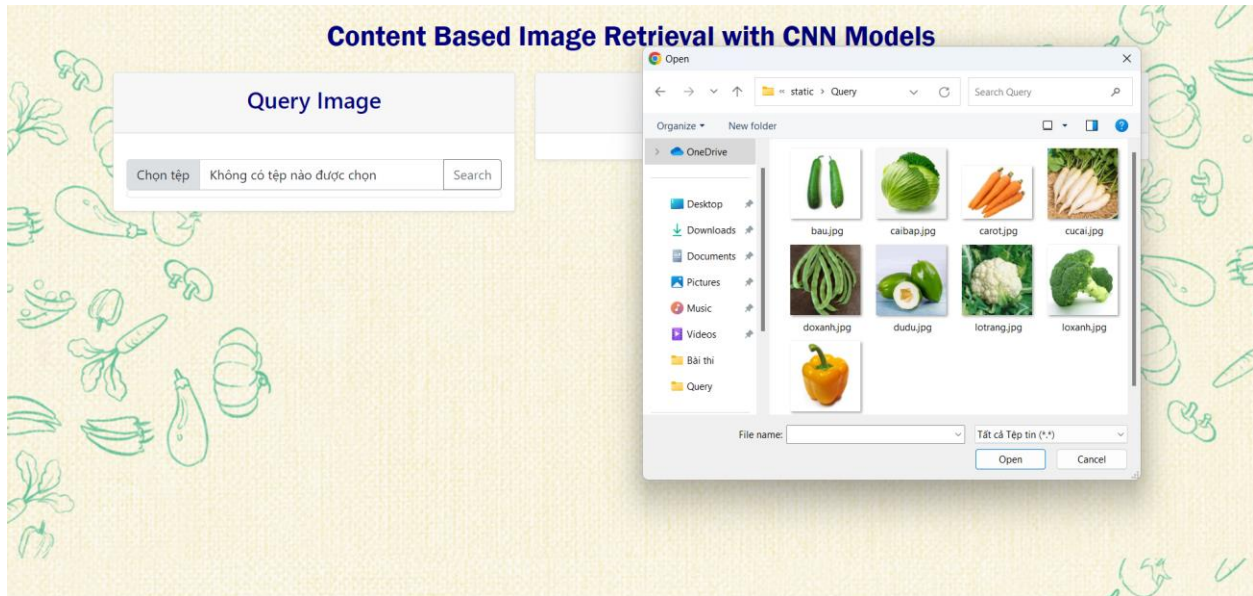 Content Based Image Retrieval with CNN Models
Query Image
Chọn tệp Không có tệp nào được chọn Search
Open
« static › Query
Search Query
Organize New folder
OneDrive
Desktop
Downloads
Documents
Pictures
Music
Videos
Bài thi
Query
bau.jpg caibap.jpg carot.jpg cucai.jpg
doxanh.jpg dudu.jpg lotrang.jpg loxanh.jpg
File name: Tất cả Tệp tin (*.*)
Open Cancel